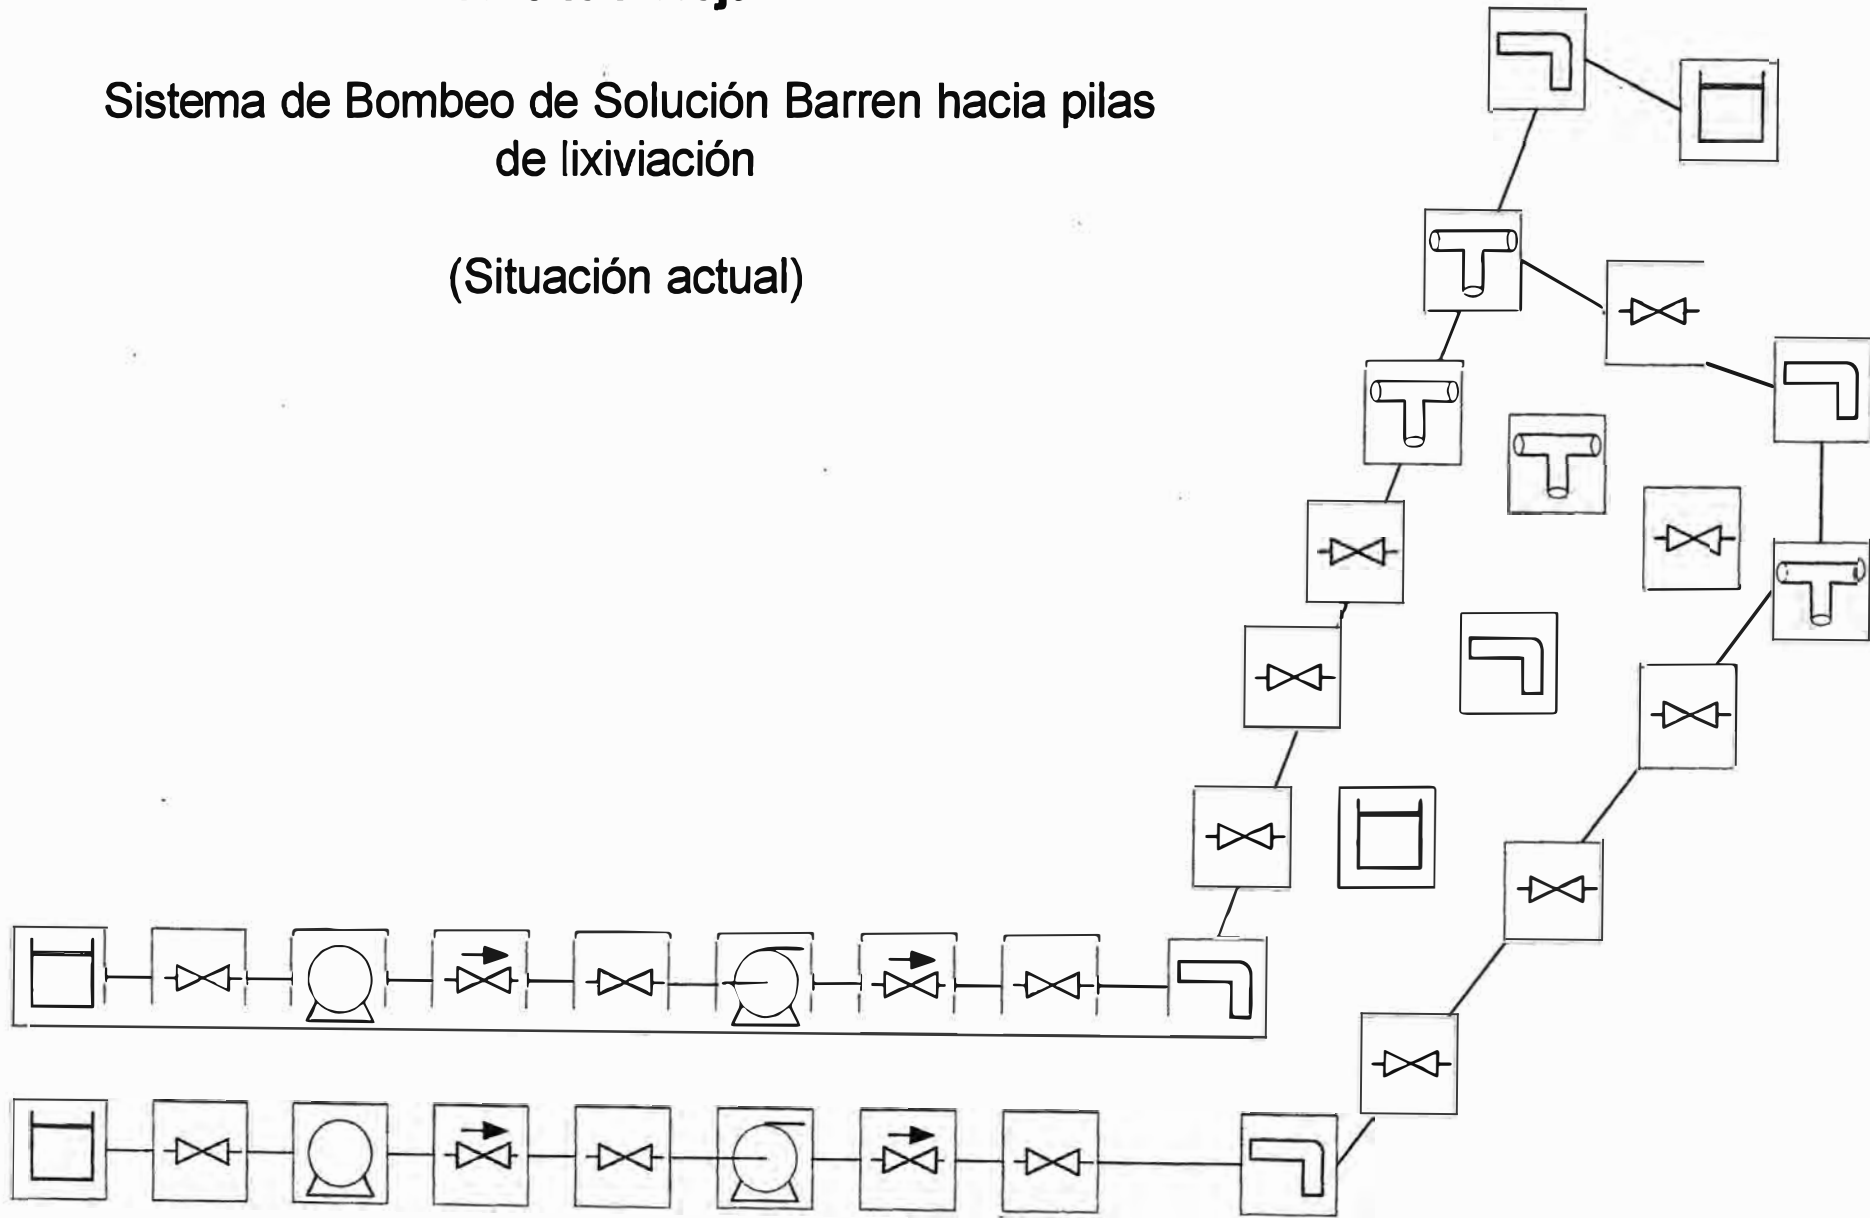 Sistema de Bombeo de Solución Barren hacia pilas
de lixiviación
(Situación actual)